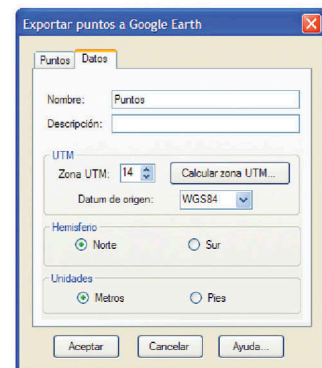 Exportar puntos a Google Earth
Puntos Datos
Nombre: Puntos
Descripción:
UTM
Zona UTM: 14 Calcular zona UTM...
Datum de origen: WGS84
Hemisferio
Norte Sur
Unidades
Metros Pies
Aceptar Cancelar Ayuda...